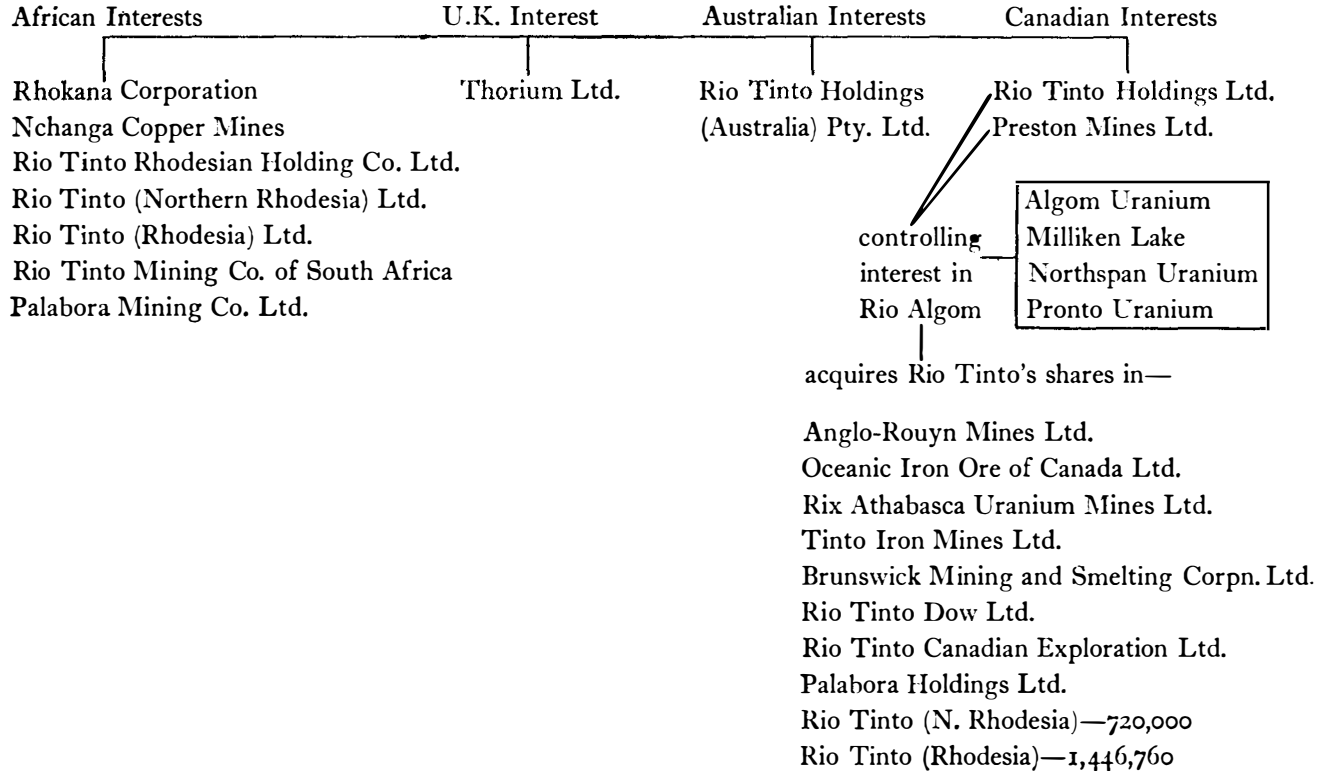 African Interests
U.K. Interest
Australian Interests
Canadian Interests
Rhokana Corporation
Nchanga Copper Mines
Rio Tinto Rhodesian Holding Co. Ltd.
Rio Tinto (Northern Rhodesia) Ltd.
Rio Tinto (Rhodesia) Ltd.
Rio Tinto Mining Co. of South Africa
Palabora Mining Co. Ltd.
Thorium Ltd.
Rio Tinto Holdings
(Australia) Pty. Ltd.
Rio Tinto Holdings Ltd.
Preston Mines Ltd.
controlling
interest in
Rio Algom
Algom Uranium
Milliken Lake
Northspan Uranium
Pronto Uranium
acquires Rio Tinto's shares in—
Anglo-Rouyn Mines Ltd.
Oceanic Iron Ore of Canada Ltd.
Rix Athabasca Uranium Mines Ltd.
Tinto Iron Mines Ltd.
Brunswick Mining and Smelting Corpn. Ltd.
Rio Tinto Dow Ltd.
Rio Tinto Canadian Exploration Ltd.
Palabora Holdings Ltd.
Rio Tinto (N. Rhodesia)—720,000
Rio Tinto (Rhodesia)—1,446,760